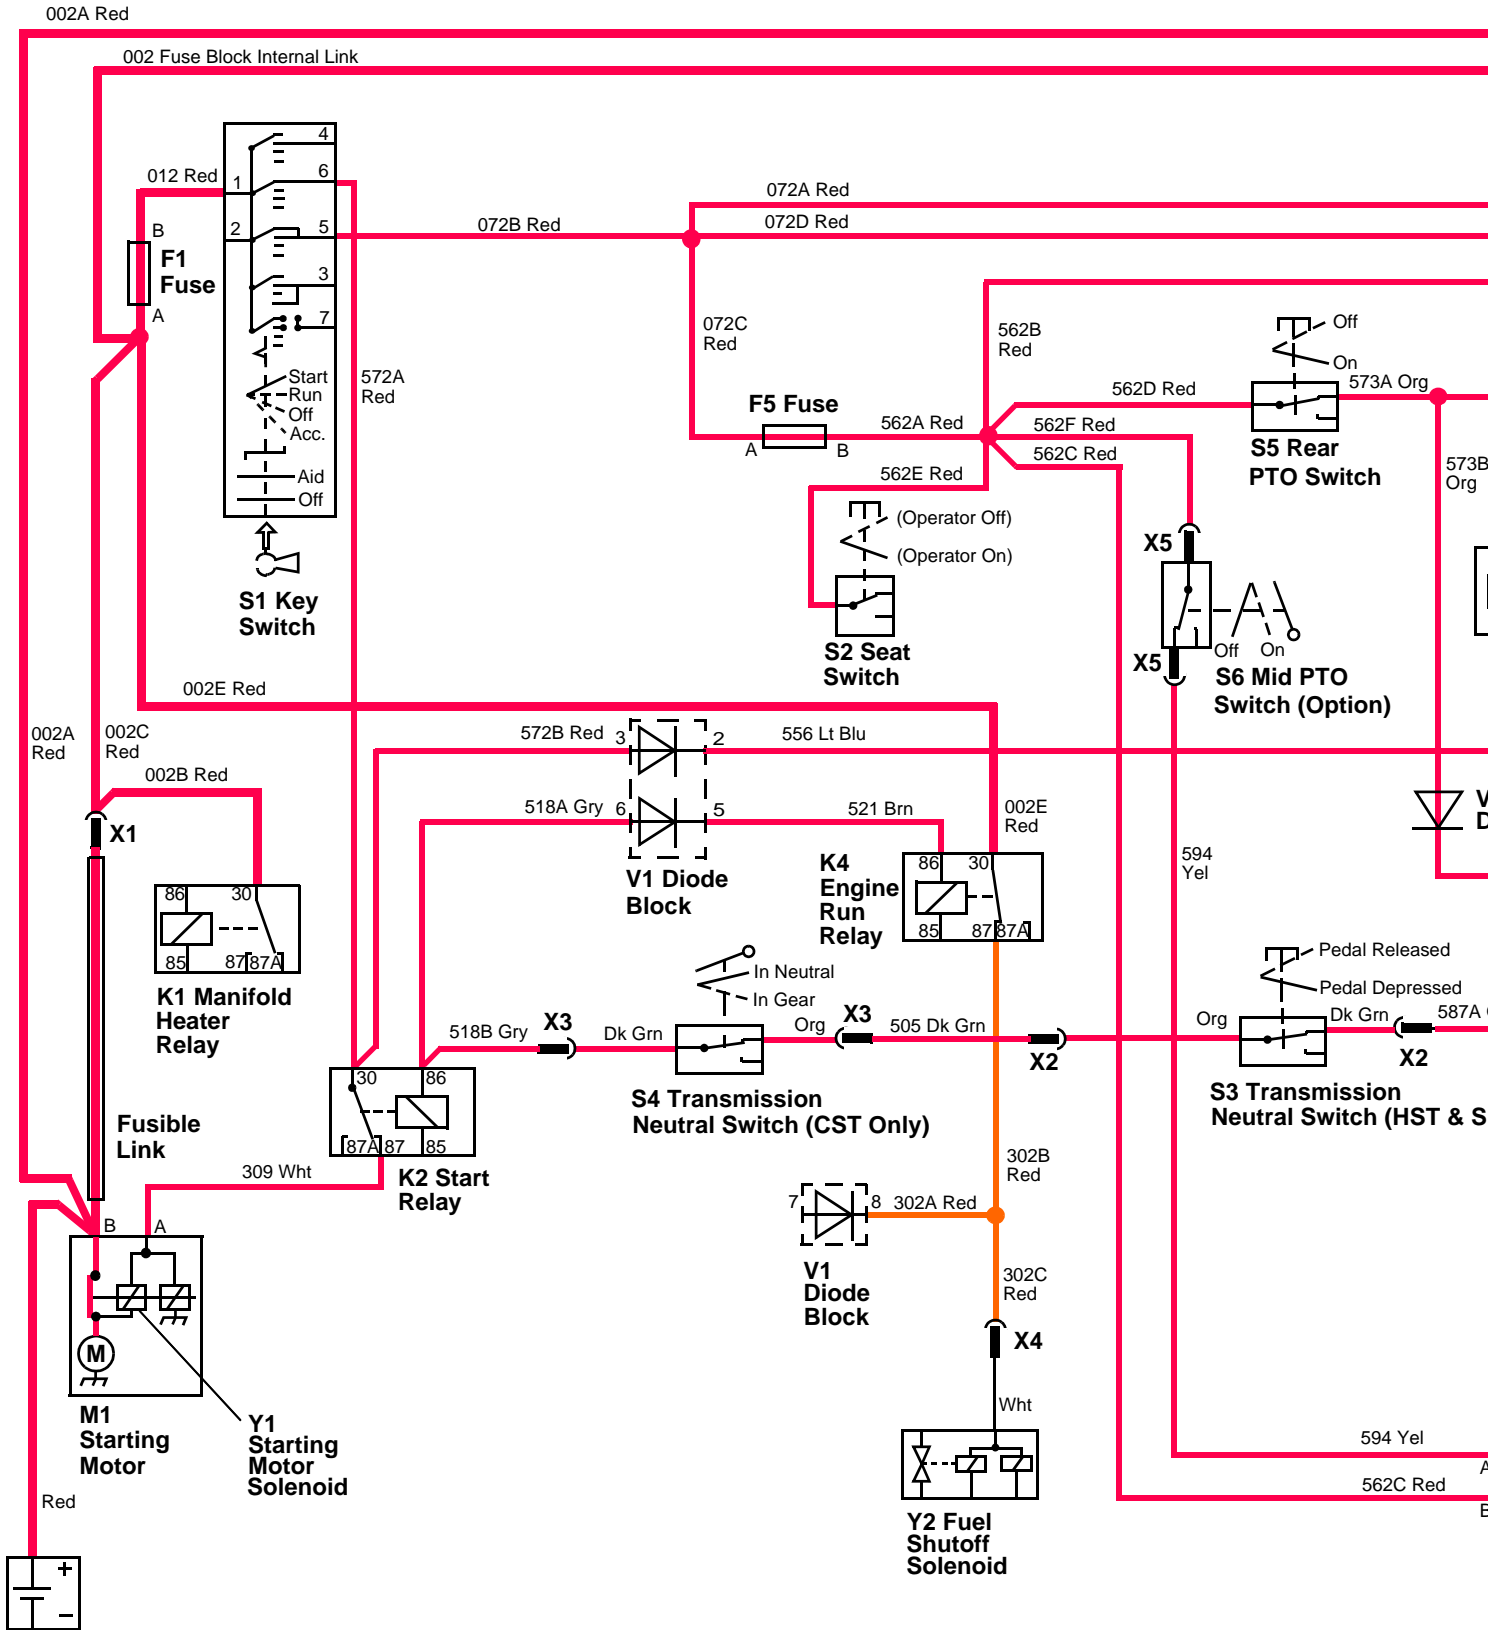 002A Red
002 Fuse Block Internal Link
4
012 Red
1
6
072A Red
B
2
5
072B Red
072D Red
F1
Fuse
3
A
7
072C
Red
562B
Red
Off
On
Start
Run
Off
Acc.
572A
Red
562D Red
573A Org
F5 Fuse
A
B
562A Red
562F Red
562C Red
S5 Rear
PTO Switch
573B
Org
Aid
Off
562E Red
(Operator Off)
(Operator On)
X5
S1 Key
Switch
S2 Seat
Switch
Off
On
X5
S6 Mid PTO
Switch (Option)
002E Red
002A
Red
002C
Red
572B Red
3
2
556 Lt Blu
002B Red
518A Gry
6
5
521 Brn
002E
Red
X1
V
D
594
Yel
V1 Diode
Block
K4
Engine
Run
Relay
86
30
85
87
87A
86
30
85
87
87A
K1 Manifold
Heater
Relay
In Neutral
In Gear
Pedal Released
Pedal Depressed
518B Gry
X3
Dk Grn
Org
X3
505 Dk Grn
X2
Org
Dk Grn
587A
X2
30
86
87A
87
85
S4 Transmission
Neutral Switch (CST Only)
S3 Transmission
Neutral Switch (HST & S
Fusible
Link
309 Wht
K2 Start
Relay
302B
Red
7
8
302A Red
B
A
V1
Diode
Block
302C
Red
X4
M
M1
Starting
Motor
Y1
Starting
Motor
Solenoid
Wht
594 Yel
A
562C Red
B
Red
Y2 Fuel
Shutoff
Solenoid
+
–